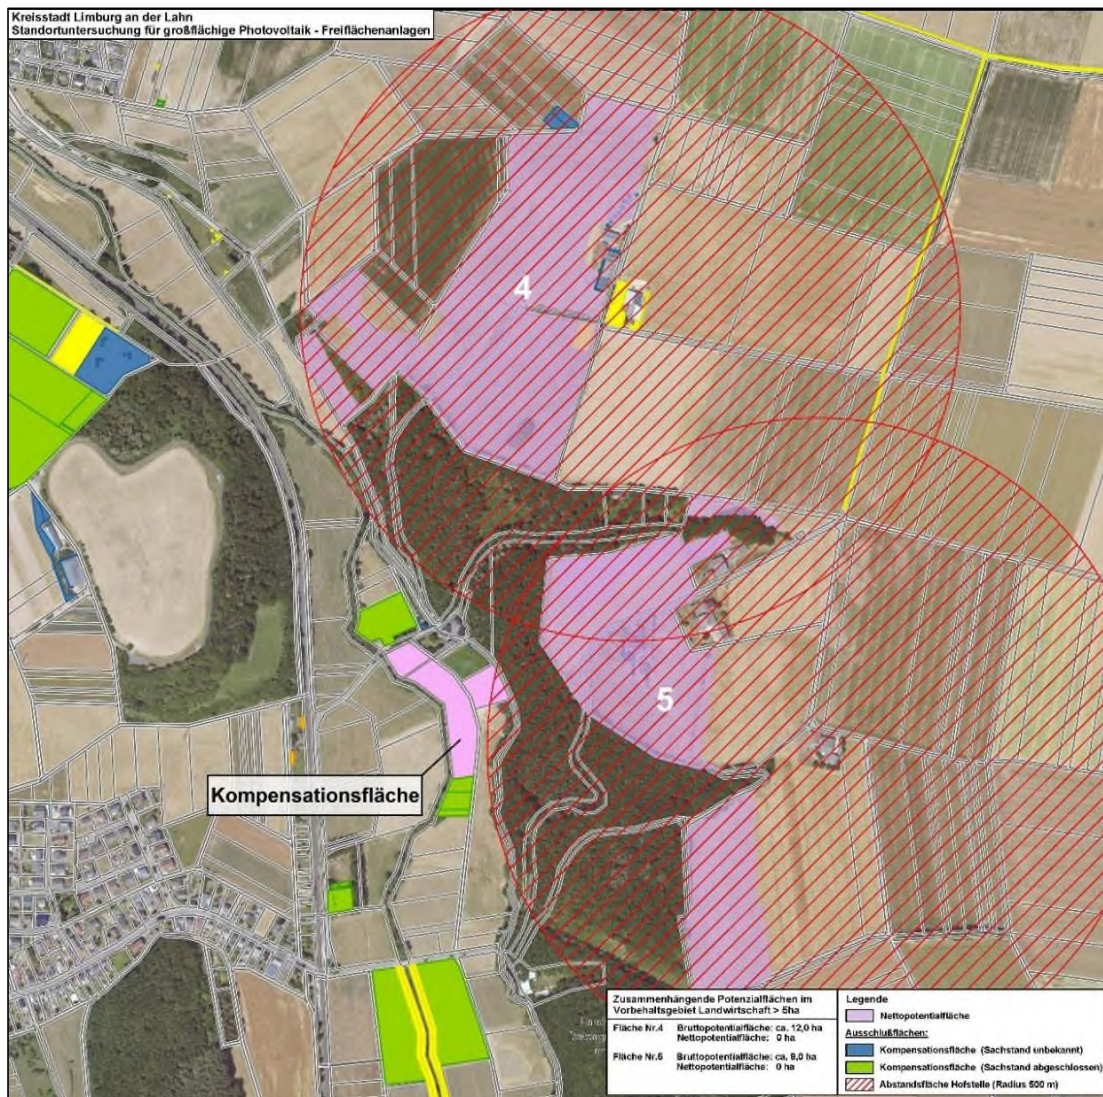 Kreisstadt Limburg an der Lahn
Standortuntersuchung für großflächige Photovoltaik - Freiflächenanlagen
4
5
Kompensationsfläche
Zusammenhängende Potenzialflächen im
Vorbehaltsgebiet Landwirtschaft > 5ha
Fläche Nr.4 Bruttopotentialfläche: ca. 12,0 ha
Nettopotentialfläche: 0 ha
Fläche Nr.5 Bruttopotentialfläche: ca. 8,0 ha
Nettopotentialfläche: 0 ha
Legende
Nettopotentialfläche
Ausschlußflächen:
Kompensationsfläche (Sachstand unbekannt)
Kompensationsfläche (Sachstand abgeschlossen)
Abstandsfläche Hofstelle (Radius 500 m)